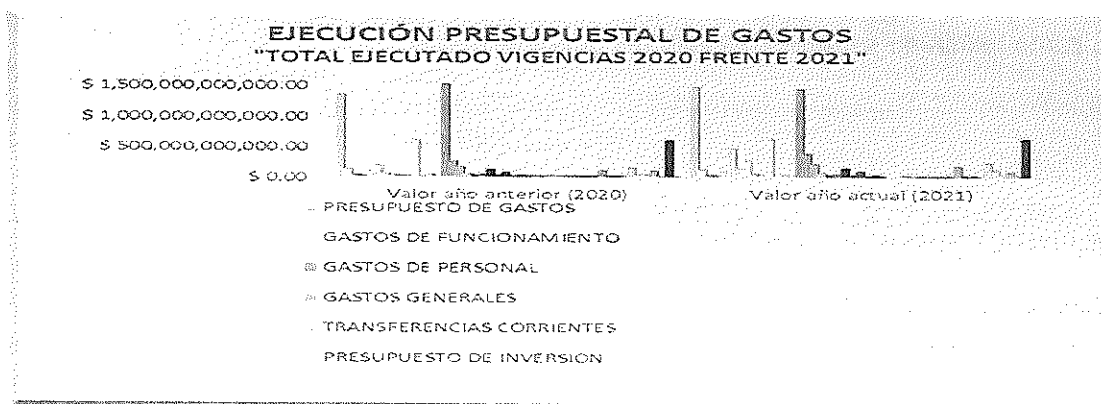 EJECUCIÓN PRESUPUESTAL DE GASTOS
"TOTAL EJECUTADO VIGENCIAS 2020 FRENTE 2021"
$ 1,500,000,000,000.00
$ 1,000,000,000,000.00
$ 500,000,000,000.00
$ 0.00
Valor año anterior (2020)
Valor año actual (2021)
PRESUPUESTO DE GASTOS
GASTOS DE FUNCIONAMIENTO
GASTOS DE PERSONAL
GASTOS GENERALES
TRANSFERENCIAS CORRIENTES
PRESUPUESTO DE INVERSION